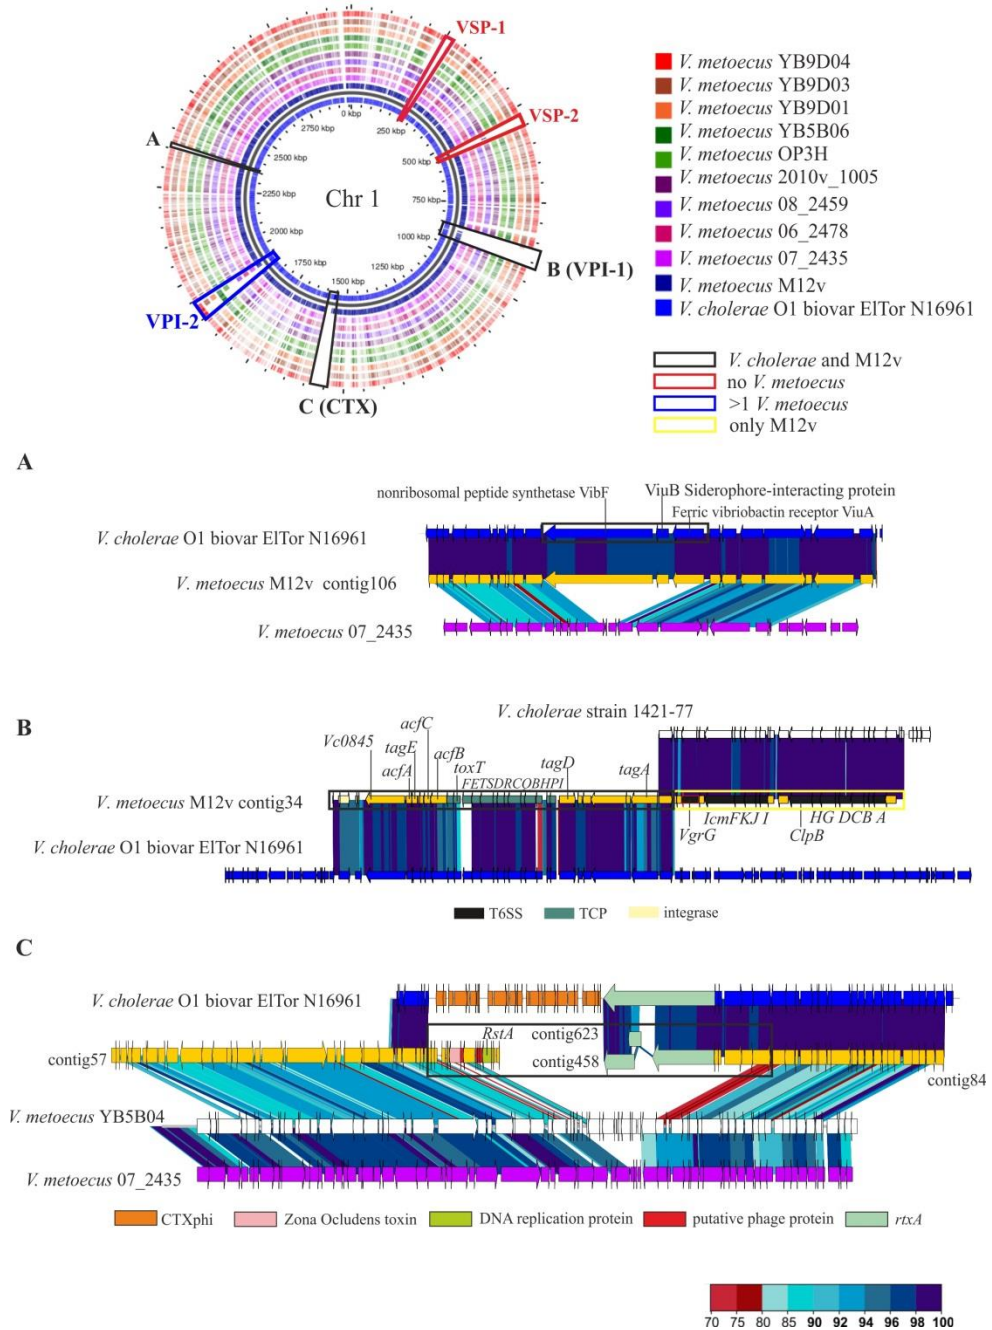 VSP-1
VSP-2
A
B (VPI-1)
C (CTX)
VPI-2
0 kbp
250 kbp
500 kbp
750 kbp
1000 kbp
1250 kbp
1500 kbp
1750 kbp
2000 kbp
2250 kbp
2500 kbp
2750 kbp
Chr 1
V. metoecus YB9D04
V. metoecus YB9D03
V. metoecus YB9D01
V. metoecus YB5B06
V. metoecus OP3H
V. metoecus 2010v_1005
V. metoecus 08_2459
V. metoecus 06_2478
V. metoecus 07_2435
V. metoecus M12v
V. cholerae O1 biovar ElTor N16961
V. cholerae and M12v
no V. metoecus
>1 V. metoecus
only M12v
A
nonribosomal peptide synthetase VibF
ViuB Siderophore-interacting protein
Ferric vibriobactin receptor ViuA
V. cholerae O1 biovar ElTor N16961
V. metoecus M12v contig106
V. metoecus 07_2435
B
V. cholerae strain 1421-77
acfC
Vc0845
tagE
acfB
acfA
toxT
tagD
tagA
FETSDRCQBHPI
V. metoecus M12v contig34
VgrG
IcmFKJ I
ClpB
HG DCB A
V. cholerae O1 biovar ElTor N16961
T6SS
TCP
integrase
C
V. cholerae O1 biovar ElTor N16961
RstA
contig623
contig458
contig57
contig84
V. metoecus YB5B04
V. metoecus 07_2435
CTXphi
Zona Ocludens toxin
DNA replication protein
putative phage protein
rtxA
70 75 80 85 90 92 94 96 98 100